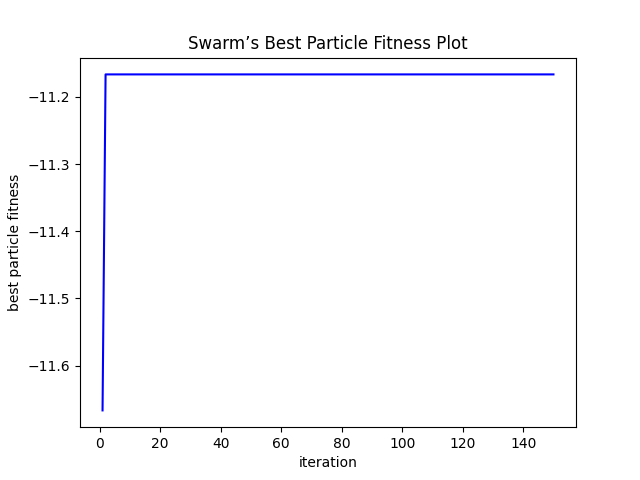 Swarm’s Best Particle Fitness Plot
best particle fitness
−11.2
−11.3
−11.4
−11.5
−11.6
0 20 40 60 80 100 120 140
iteration